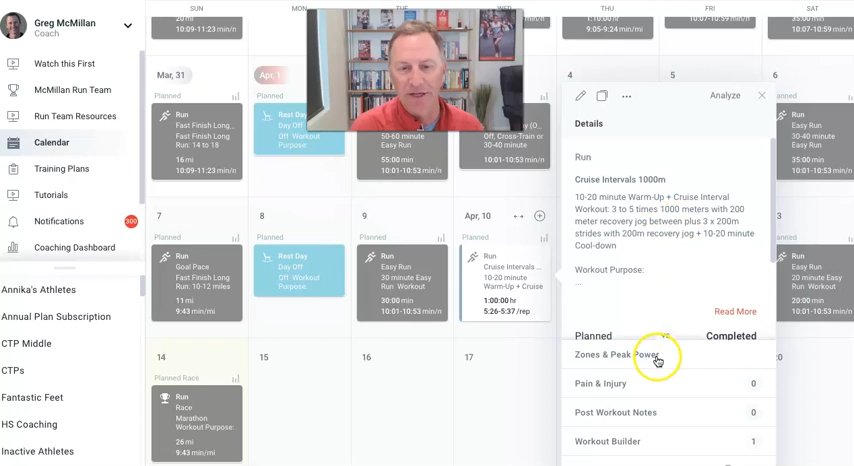 Greg McMillan
Coach
Watch this First
McMillan Run Team
Run Team Resources
Calendar
Training Plans
Tutorials
Notifications
300
Coaching Dashboard
Annika's Athletes
Annual Plan Subscription
CTP Middle
CTPs
Fantastic Feet
HS Coaching
Inactive Athletes
SUN
MON
THU
FRI
SAT
20 mi
10:09-11:23 min/n
1:10:00 hr
9:05-9:24 min/mi
10:07-10:59 min/n
35:00 min
10:07-10:59 min/n
Mar, 31
Planned
Run
Fast Finish Long...
Fast Finish Long
Run: 14 to 18
16 mi
10:09-11:23 min/n
Apr, 1
Planned
Rest Day
Day Off
Off Workout
Purpose:
50-60 minute
Easy Run
55:00 min
10:01-10:53 min/n
Off, Cross-Train or
30-40 minute
10:01-10:53 min/n
4
5
6
Run
Easy Run
30-40 minute
Easy Run
35:00 min
10:01-10:53 min/n
7
Planned
Run
Goal Pace
Fast Finish Long
Run: 10-12 miles
11 mi
9:43 min/mi
8
Planned
Rest Day
Day Off
Off Workout
Purpose:
9
Planned
Run
Easy Run
30 minute Easy
Run Workout
30:00 min
10:01-10:53 min/n
Apr, 10
Planned
Run
Cruise Intervals ...
10-20 minute
Warm-Up + Cruise
1:00:00 hr
5:26-5:37 /rep
Run
Easy Run
20 minute Easy
Run Workout
20:00 min
10:01-10:53 min/n
14
Planned Race
Run
Race
Marathon
Workout Purpose:
26 mi
9:43 min/mi
15
16
17
Analyze
Details
Run
Cruise Intervals 1000m
10-20 minute Warm-Up + Cruise Interval
Workout: 3 to 5 times 1000 meters with 200
meter recovery jog between plus 3 x 200m
strides with 200m recovery jog + 10-20 minute
Cool-down
Workout Purpose:
...
Read More
Planned
Completed
Zones & Peak Power
Pain & Injury 0
Post Workout Notes 0
Workout Builder 1